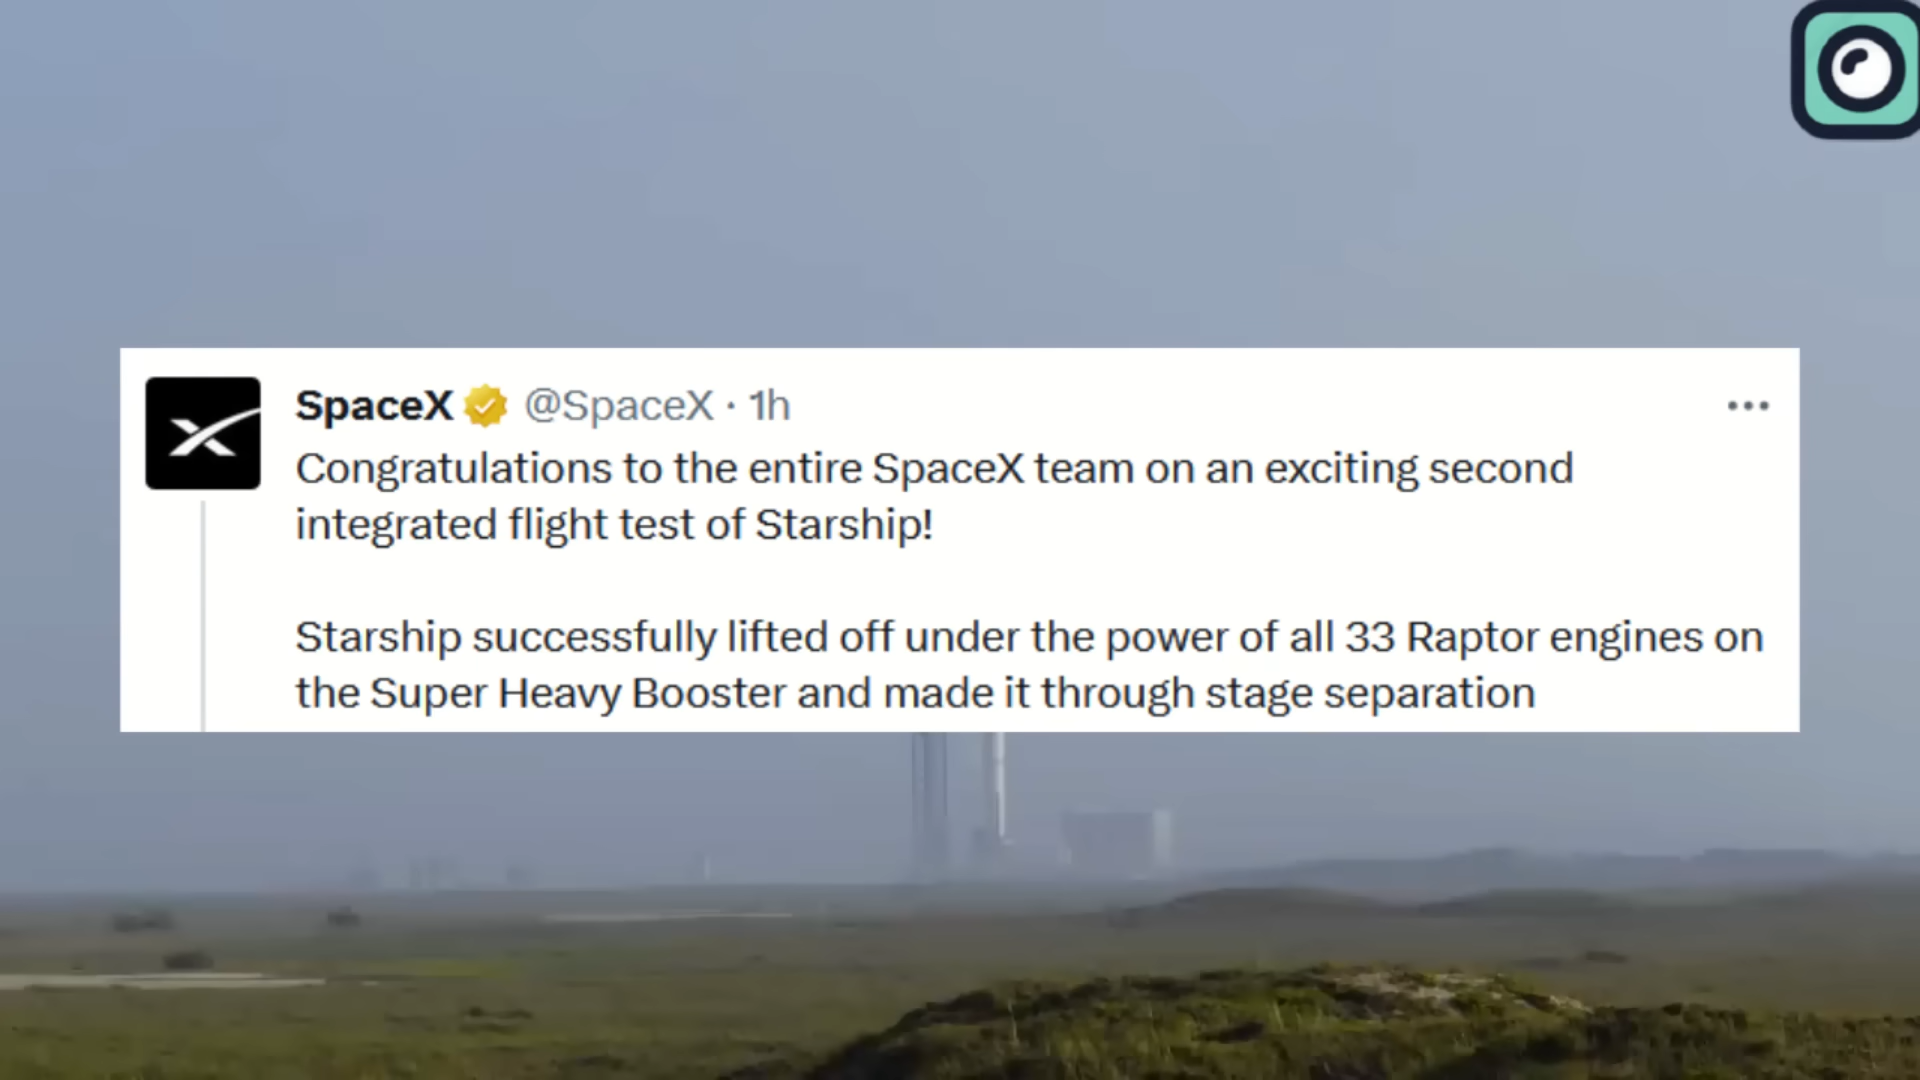 SpaceX @SpaceX · 1h
Congratulations to the entire SpaceX team on an exciting second
integrated flight test of Starship!
Starship successfully lifted off under the power of all 33 Raptor engines on
the Super Heavy Booster and made it through stage separation